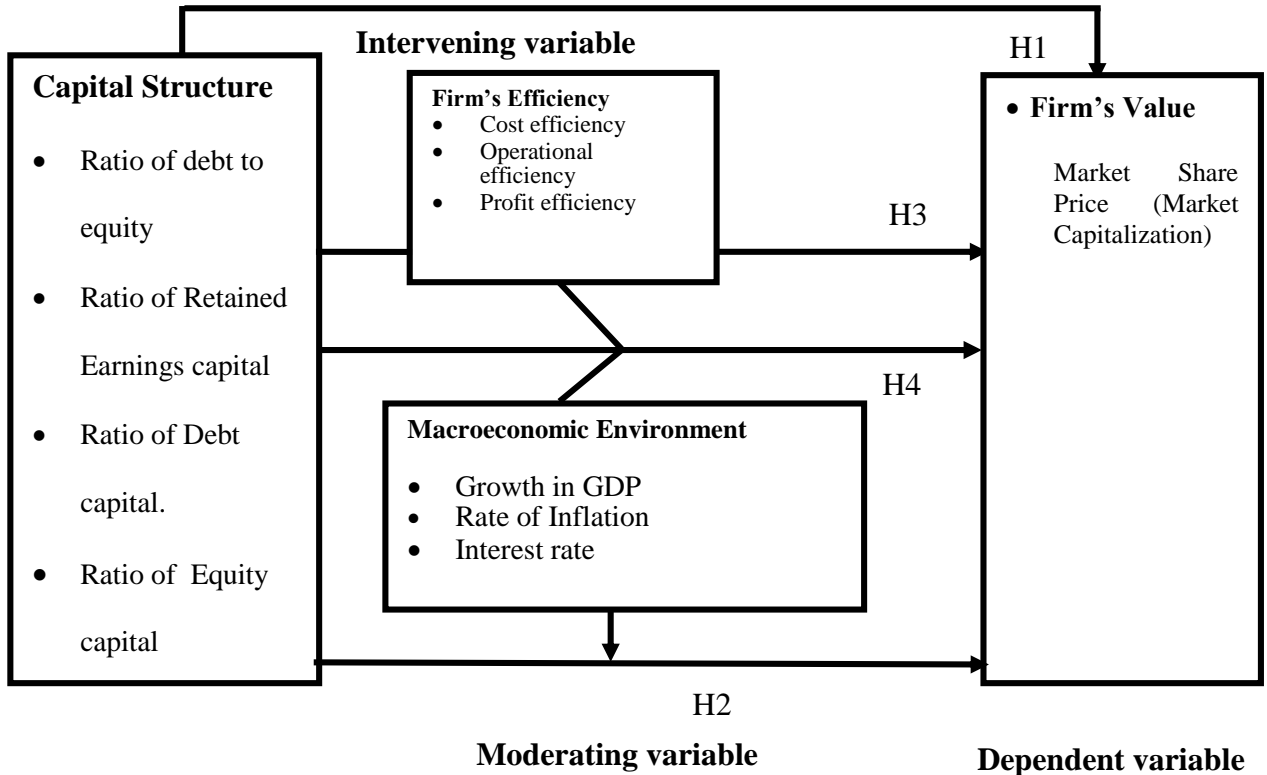 Intervening variable
H1
Capital Structure
• Ratio of debt to
equity
• Ratio of Retained
Earnings capital
• Ratio of Debt
capital.
• Ratio of Equity
capital
Firm's Efficiency
• Cost efficiency
• Operational
efficiency
• Profit efficiency
• Firm's Value
Market Share
Price (Market
Capitalization)
H3
H4
Macroeconomic Environment
• Growth in GDP
• Rate of Inflation
• Interest rate
H2
Moderating variable
Dependent variable